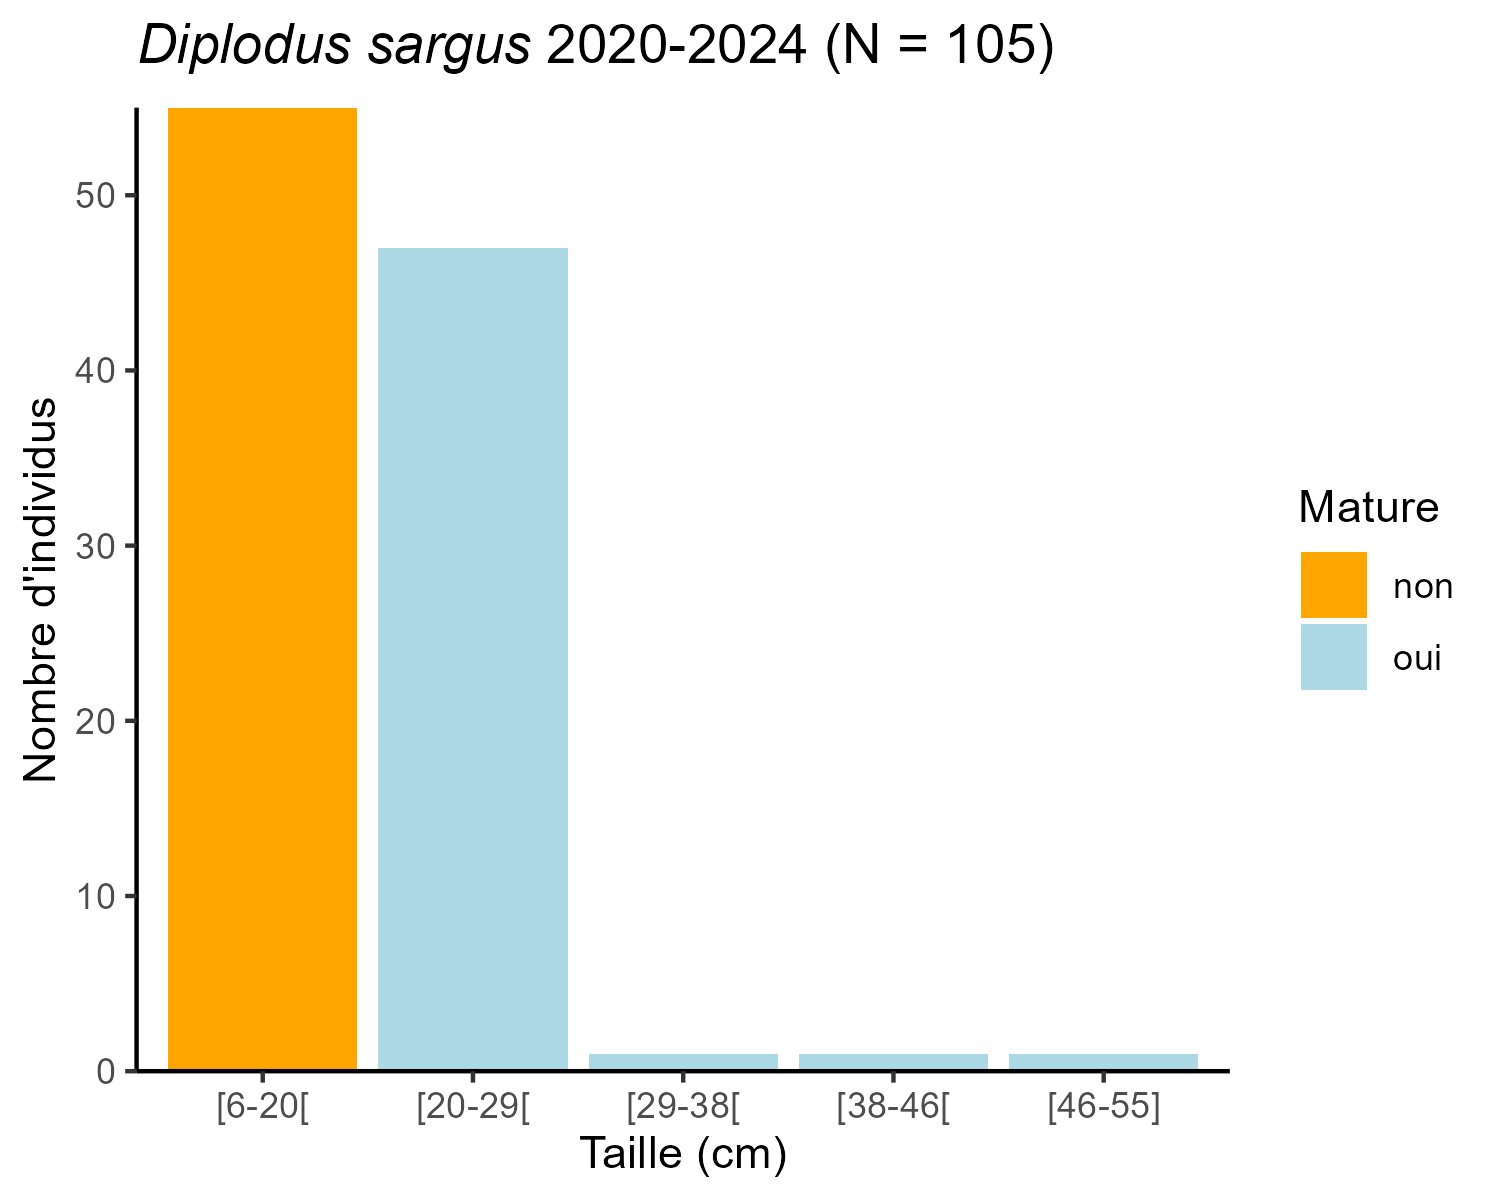 Diplodus sargus 2020-2024 (N = 105)
Nombre d'individus
50
40
30
20
10
0
[6-20[
[20-29[
[29-38[
[38-46[
[46-55]
Taille (cm)
Mature
non
oui